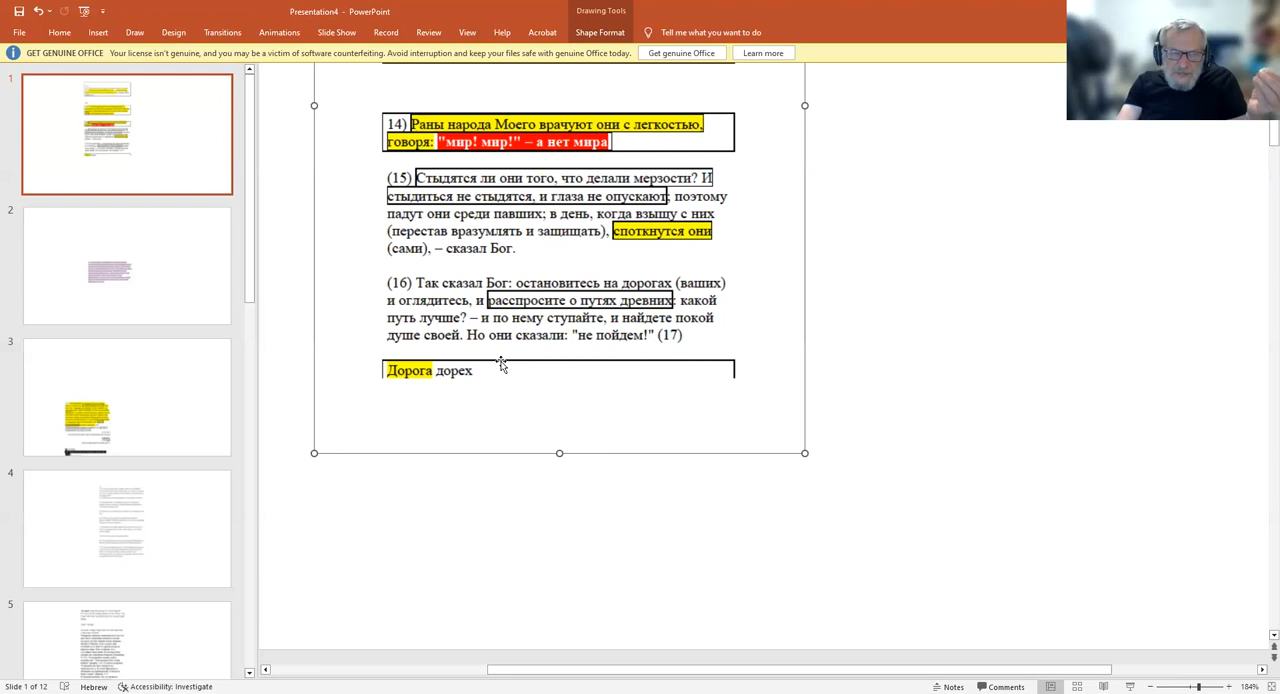 Presentation4 - PowerPoint
Drawing Tools
File Home Insert Draw Design Transitions Animations Slide Show Record Review View Help Acrobat Shape Format Tell me what you want to do
GET GENUINE OFFICE Your license isn't genuine, and you may be a victim of software counterfeiting. Avoid interruption and keep your files safe with genuine Office today. Get genuine Office Learn more
1
2
3
4
5
14) Раны народа Моего врачуют они с легкостью,
говоря: "мир! мир!" – а нет мира
(15) Стыдятся ли они того, что делали мерзости? И
стыдиться не стыдятся, и глаза не опускают; поэтому
падут они среди павших; в день, когда взыщу с них
(перестав вразумлять и защищать), споткнутся они
(сами), – сказал Бог.
(16) Так сказал Бог: остановитесь на дорогах (ваших)
и оглядитесь, и расспросите о путях древних: какой
путь лучше? – и по нему ступайте, и найдете покой
душе своей. Но они сказали: "не пойдем!" (17)
Дорога дорех
Slide 1 of 12 Hebrew Accessibility: Investigate Notes Comments 184%